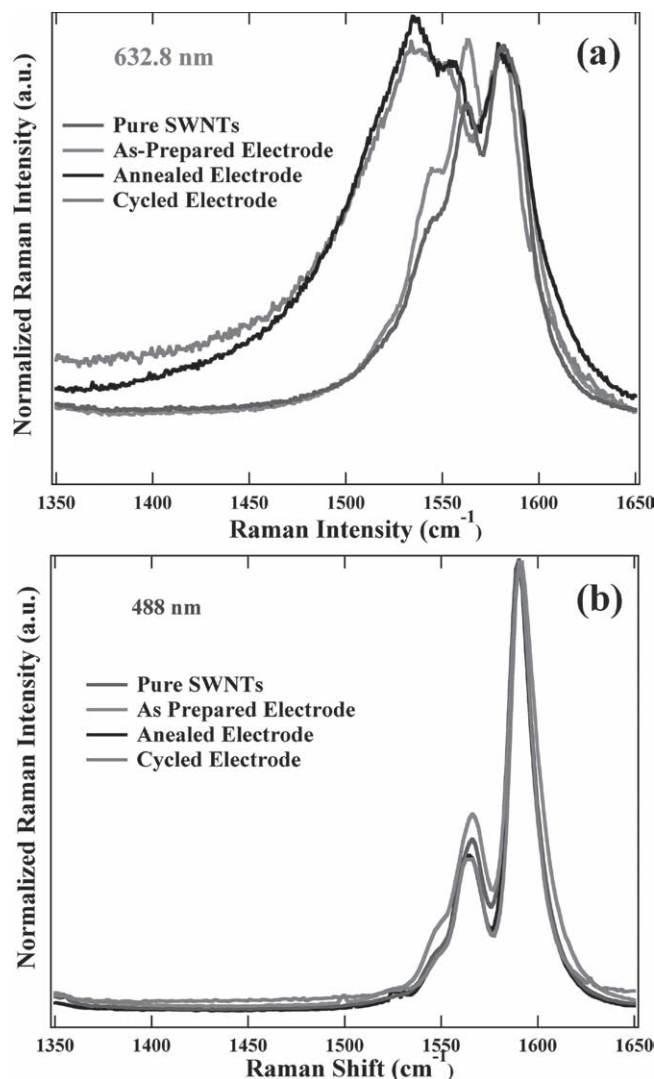 (a)
632.8 nm
Pure SWNTs
As-Prepared Electrode
Annealed Electrode
Cycled Electrode
Normalized Raman Intensity (a.u.)
1350 1400 1450 1500 1550 1600 1650
Raman Intensity (cm⁻¹)
(b)
488 nm
Pure SWNTs
As Prepared Electrode
Anealed Electrode
Cycled Electrode
Normalized Raman Intensity (a.u.)
1350 1400 1450 1500 1550 1600 1650
Raman Shift (cm⁻¹)